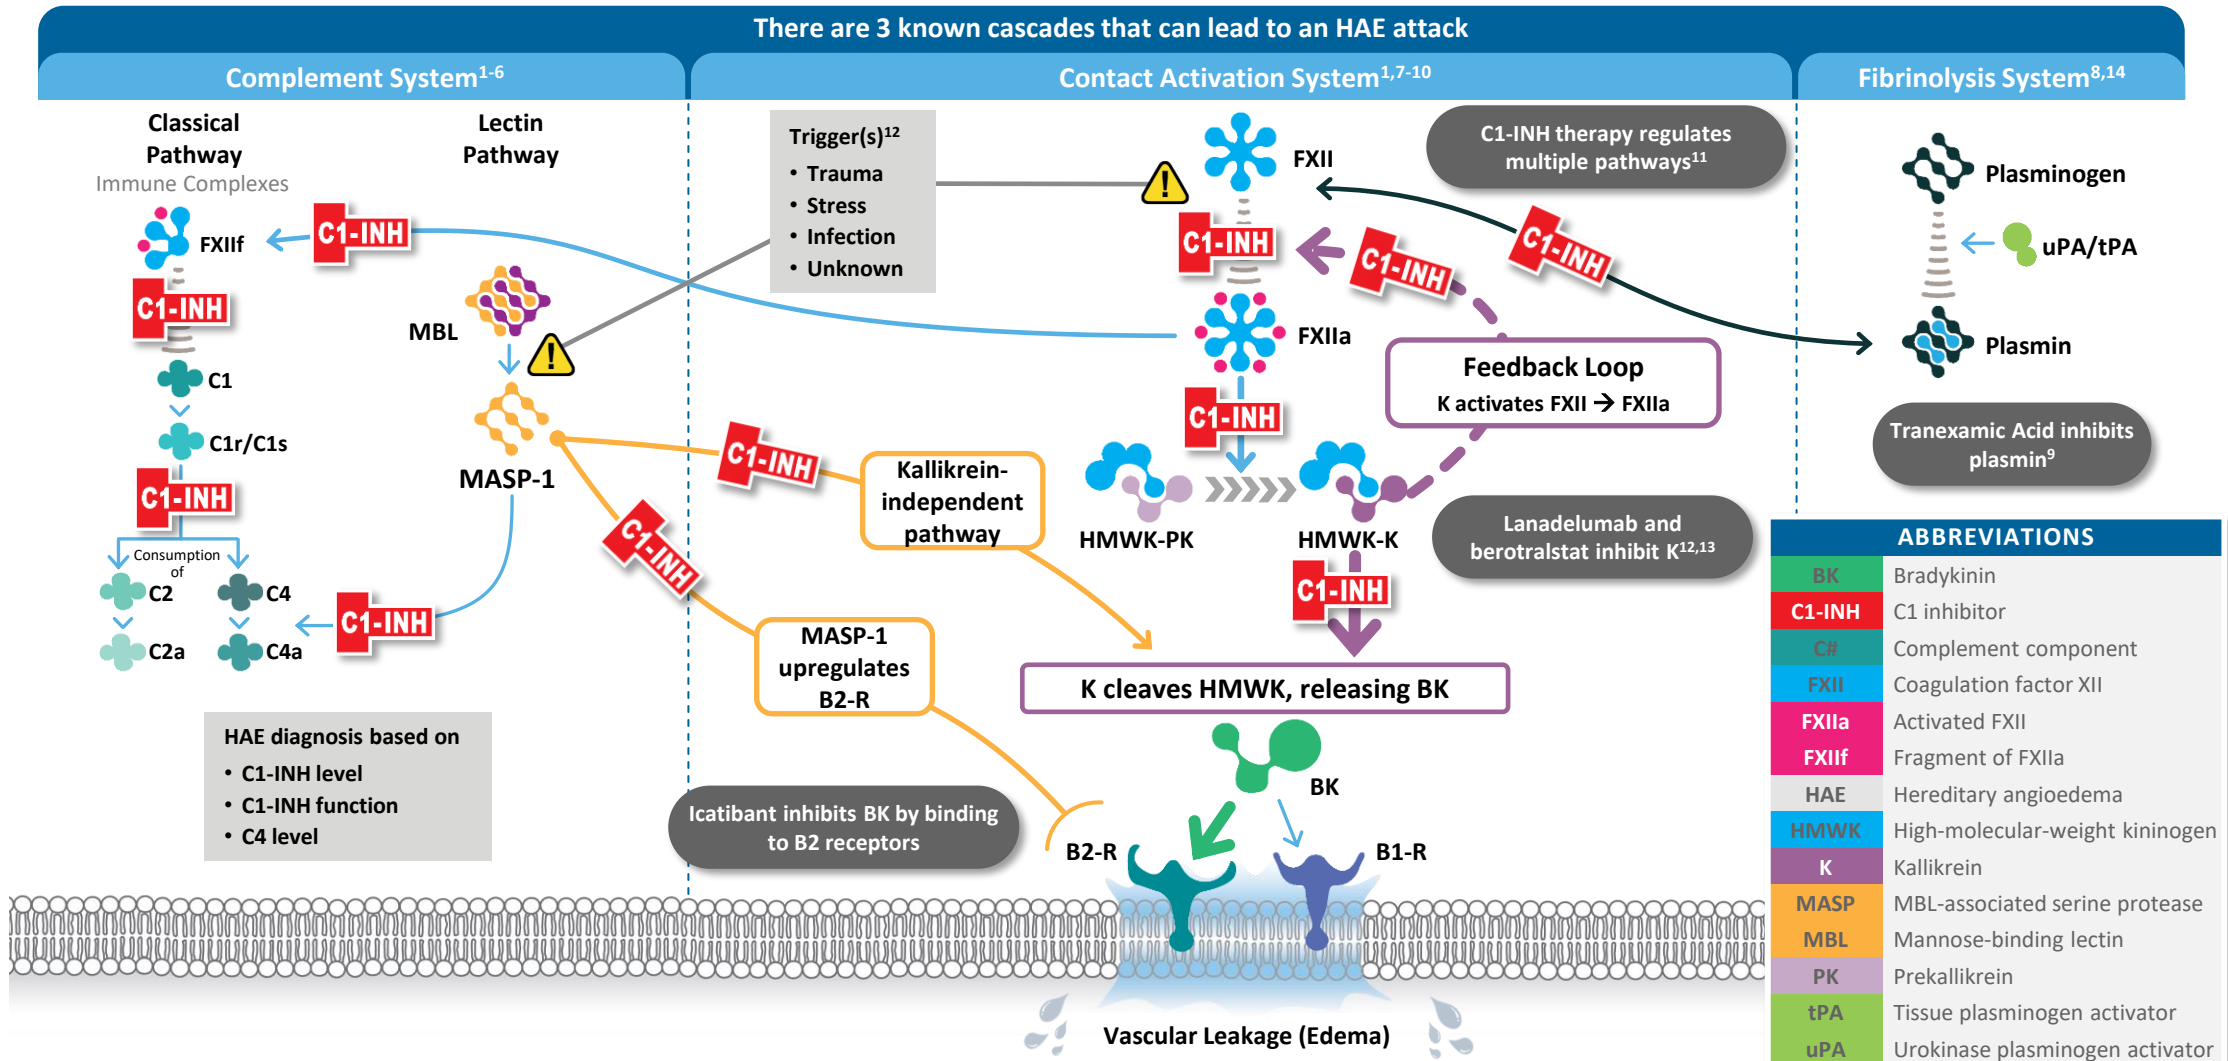 There are 3 known cascades that can lead to an HAE attack
Complement System1-6
Contact Activation System1,7-10
Fibrinolysis System8,14
Classical
Pathway
Immune Complexes
Lectin
Pathway
FXIIf
C1-INH
C1-INH
C1
C1r/C1s
C1-INH
Consumption
of
C2
C4
C2a
C4a
C1-INH
MBL
MASP-1
HAE diagnosis based on
• C1-INH level
• C1-INH function
• C4 level
Trigger(s)12
• Trauma
• Stress
• Infection
• Unknown
FXII
C1-INH
C1-INH
FXIIa
C1-INH
C1-INH therapy regulates
multiple pathways11
C1-INH
Feedback Loop
K activates FXII → FXIIa
HMWK-PK
HMWK-K
Lanadelumab and
berotralstat inhibit K12,13
C1-INH
C1-INH
Kallikrein-
independent
pathway
C1-INH
MASP-1
upregulates
B2-R
K cleaves HMWK, releasing BK
BK
Icatibant inhibits BK by binding
to B2 receptors
B2-R
B1-R
Vascular Leakage (Edema)
Plasminogen
uPA/tPA
Plasmin
Tranexamic Acid inhibits
plasmin9
ABBREVIATIONS
BK Bradykinin
C1-INH C1 inhibitor
C# Complement component
FXII Coagulation factor XII
FXIIa Activated FXII
FXIIf Fragment of FXIIa
HAE Hereditary angioedema
HMWK High-molecular-weight kininogen
K Kallikrein
MASP MBL-associated serine protease
MBL Mannose-binding lectin
PK Prekallikrein
tPA Tissue plasminogen activator
uPA Urokinase plasminogen activator